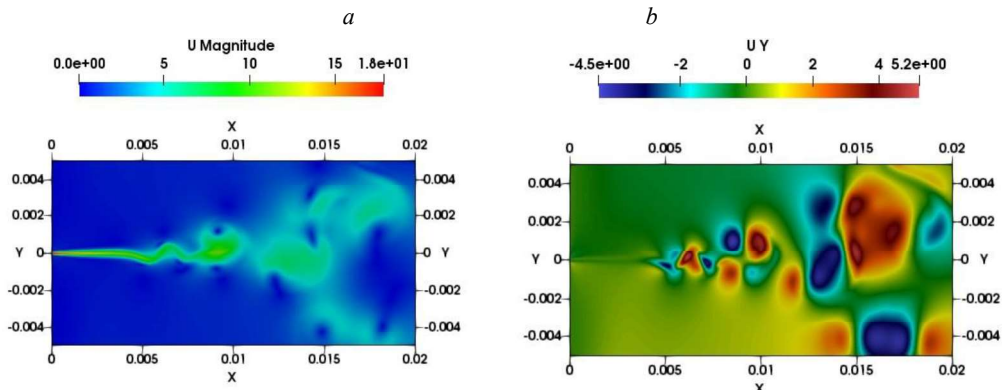 a
b
U Magnitude
0.0e+00 5 10 15 1.8e+01
U Y
-4.5e+00 -2 0 2 4 5.2e+00
X
0 0.005 0.01 0.015 0.02
0.004 0.004
0.002 0.002
Y 0 0 Y
-0.002 -0.002
-0.004 -0.004
0 0.005 0.01 0.015 0.02
X
X
0 0.005 0.01 0.015 0.02
0.004 -0.004
0.002 -0.002
Y 0 0 Y
-0.002 -0.002
-0.004 -0.004
0 0.005 0.01 0.015 0.02
X